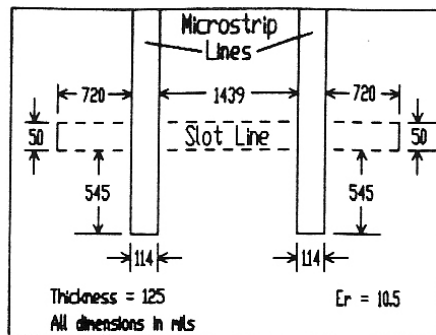 Microstrip
Lines
720
1439
720
50
Slot Line
50
545
545
114
114
Thickness = 125
Er = 10.5
All dimensions in mils